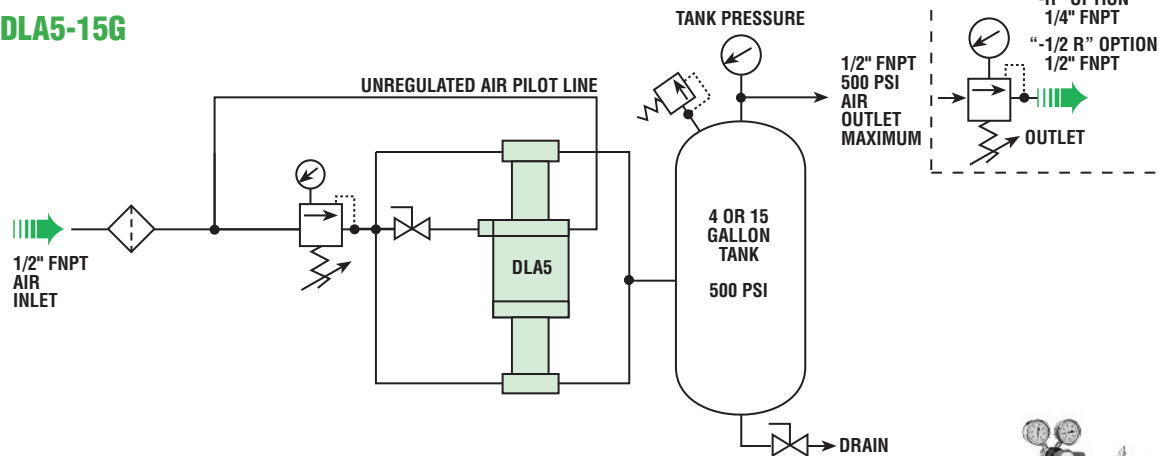 DLA5-15G
TANK PRESSURE
UNREGULATED AIR PILOT LINE
1/2" FNPT
AIR
INLET
DLA5
4 OR 15
GALLON
TANK
500 PSI
1/2" FNPT
500 PSI
AIR
OUTLET
MAXIMUM
DRAIN
-R" OPTION
1/4" FNPT
“-1/2 R” OPTION
1/2" FNPT
OUTLET